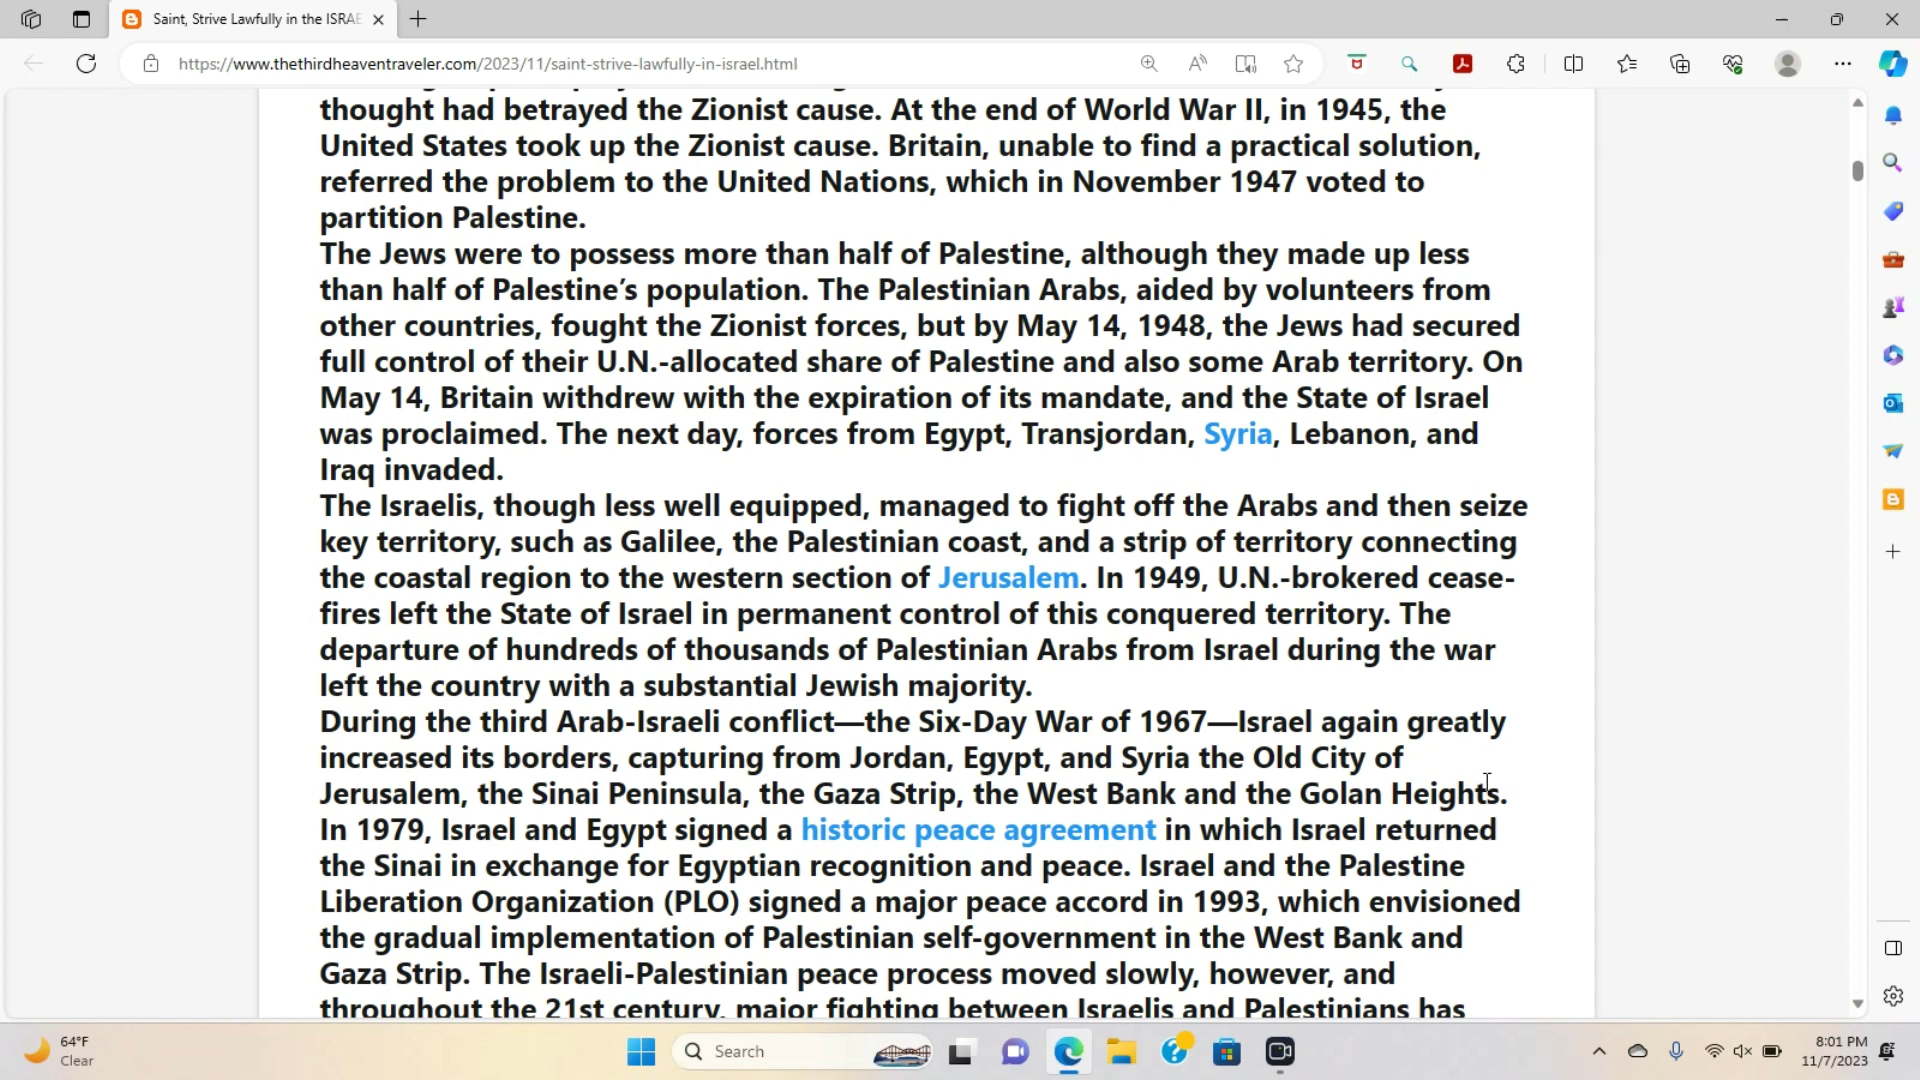 Saint, Strive Lawfully in the ISRAE
https://www.thethirdheaventraveler.com/2023/11/saint-strive-lawfully-in-israel.html
thought had betrayed the Zionist cause. At the end of World War II, in 1945, the
United States took up the Zionist cause. Britain, unable to find a practical solution,
referred the problem to the United Nations, which in November 1947 voted to
partition Palestine.
The Jews were to possess more than half of Palestine, although they made up less
than half of Palestine’s population. The Palestinian Arabs, aided by volunteers from
other countries, fought the Zionist forces, but by May 14, 1948, the Jews had secured
full control of their U.N.-allocated share of Palestine and also some Arab territory. On
May 14, Britain withdrew with the expiration of its mandate, and the State of Israel
was proclaimed. The next day, forces from Egypt, Transjordan, Syria, Lebanon, and
Iraq invaded.
The Israelis, though less well equipped, managed to fight off the Arabs and then seize
key territory, such as Galilee, the Palestinian coast, and a strip of territory connecting
the coastal region to the western section of Jerusalem. In 1949, U.N.-brokered cease-
fires left the State of Israel in permanent control of this conquered territory. The
departure of hundreds of thousands of Palestinian Arabs from Israel during the war
left the country with a substantial Jewish majority.
During the third Arab-Israeli conflict—the Six-Day War of 1967—Israel again greatly
increased its borders, capturing from Jordan, Egypt, and Syria the Old City of
Jerusalem, the Sinai Peninsula, the Gaza Strip, the West Bank and the Golan Heights.
In 1979, Israel and Egypt signed a historic peace agreement in which Israel returned
the Sinai in exchange for Egyptian recognition and peace. Israel and the Palestine
Liberation Organization (PLO) signed a major peace accord in 1993, which envisioned
the gradual implementation of Palestinian self-government in the West Bank and
Gaza Strip. The Israeli-Palestinian peace process moved slowly, however, and
throughout the 21st century, major fighting between Israelis and Palestinians has
64°F
Clear
Search
8:01 PM
11/7/2023